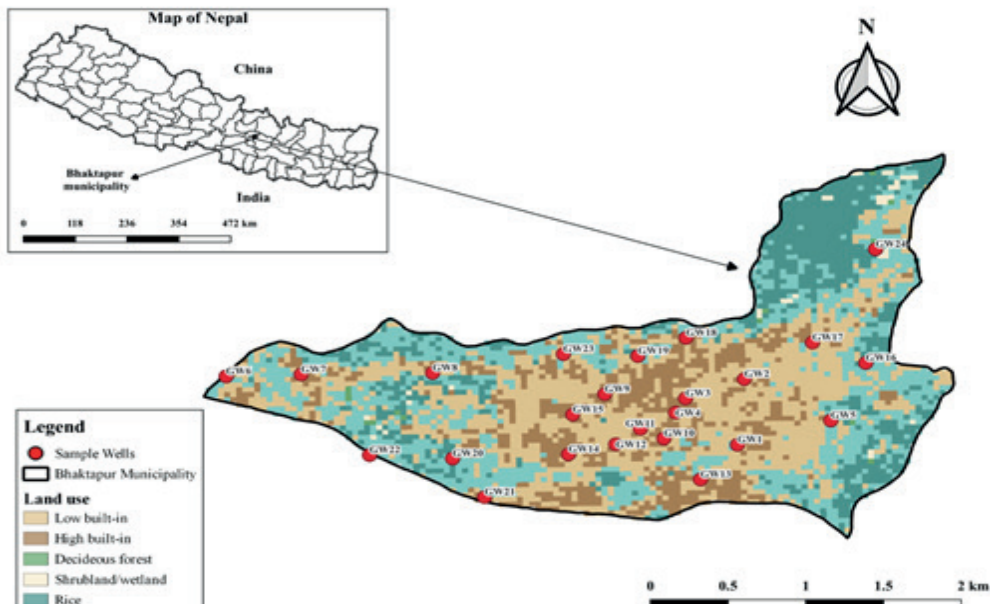 Map of Nepal
China
Bhaktapur
municipality
India
0 118 236 354 472 km
N
GW24
GW18
GW17
GW19
GW23
GW16
GW6
GW7
GW8
GW2
GW9
GW3
GW15
GW4
GW5
GW11
GW10
GW12
GW1
GW14
GW22
GW20
GW13
GW21
Legend
Sample Wells
Bhaktapur Municipality
Land use
Low built-in
High built-in
Decideous forest
Shrubland/wetland
Rice
0 0.5 1 1.5 2 km